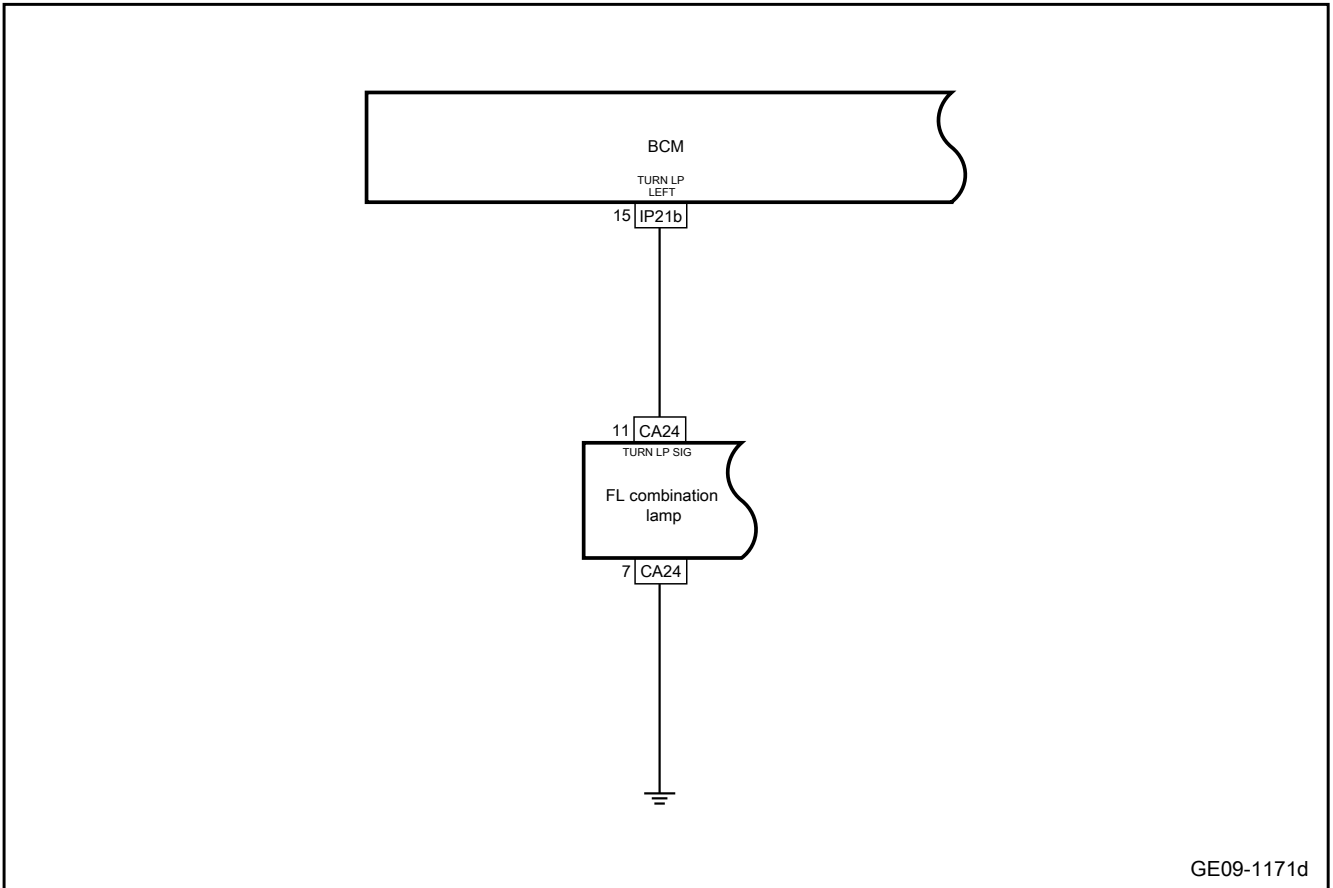 BCM
TURN LP
LEFT
15 IP21b
11 CA24
TURN LP SIG
FL combination
lamp
7 CA24
GE09-1171d